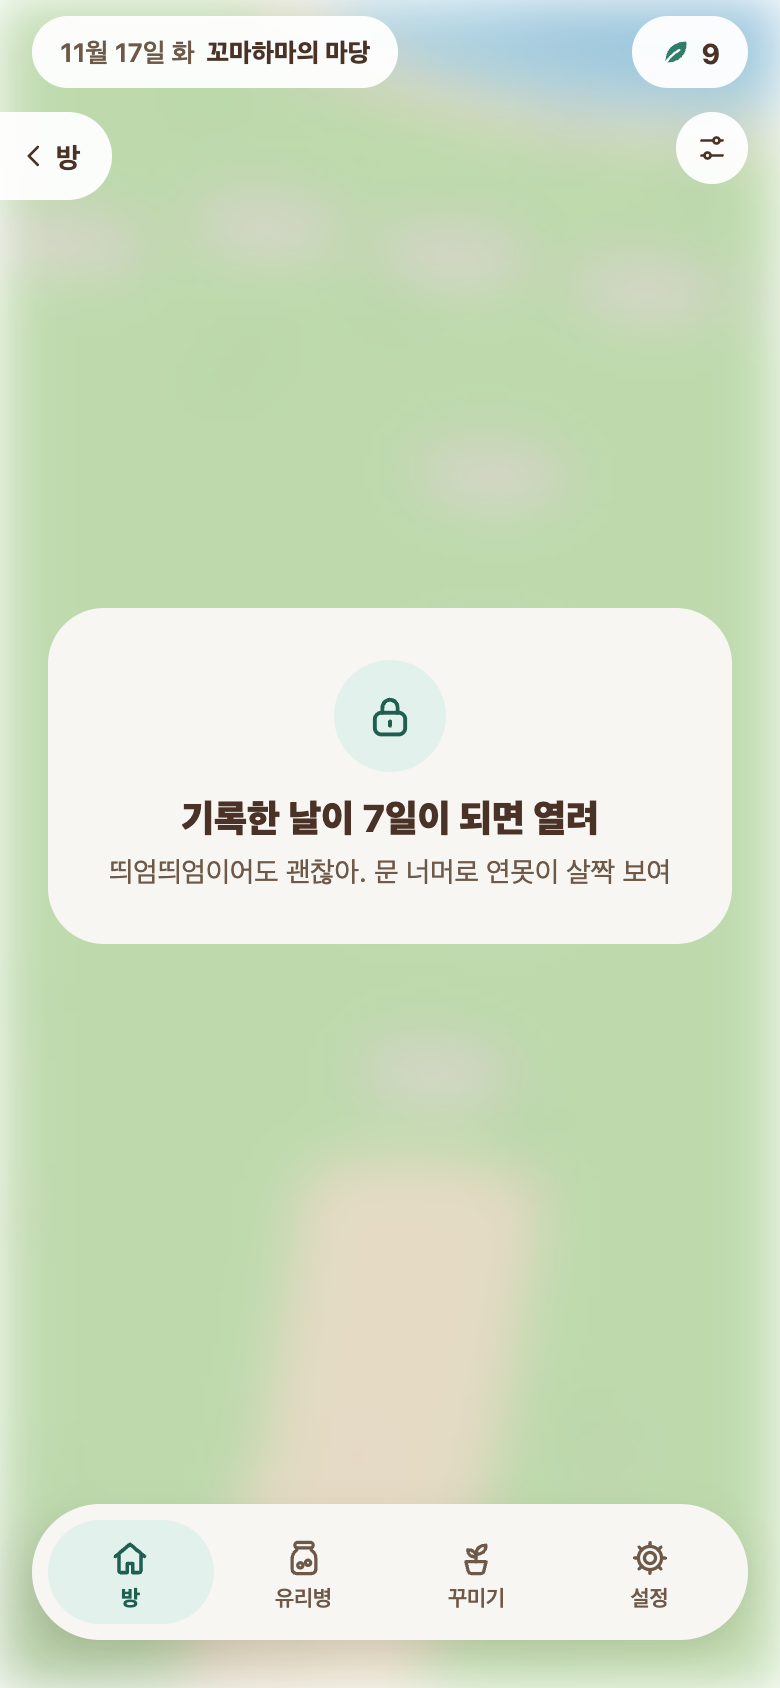 11월 17일 화 꼬마하마의 마당
9
방
기록한 날이 7일이 되면 열려
띄엄띄엄이어도 괜찮아. 문 너머로 연못이 살짝 보여
방
유리병
꾸미기
설정